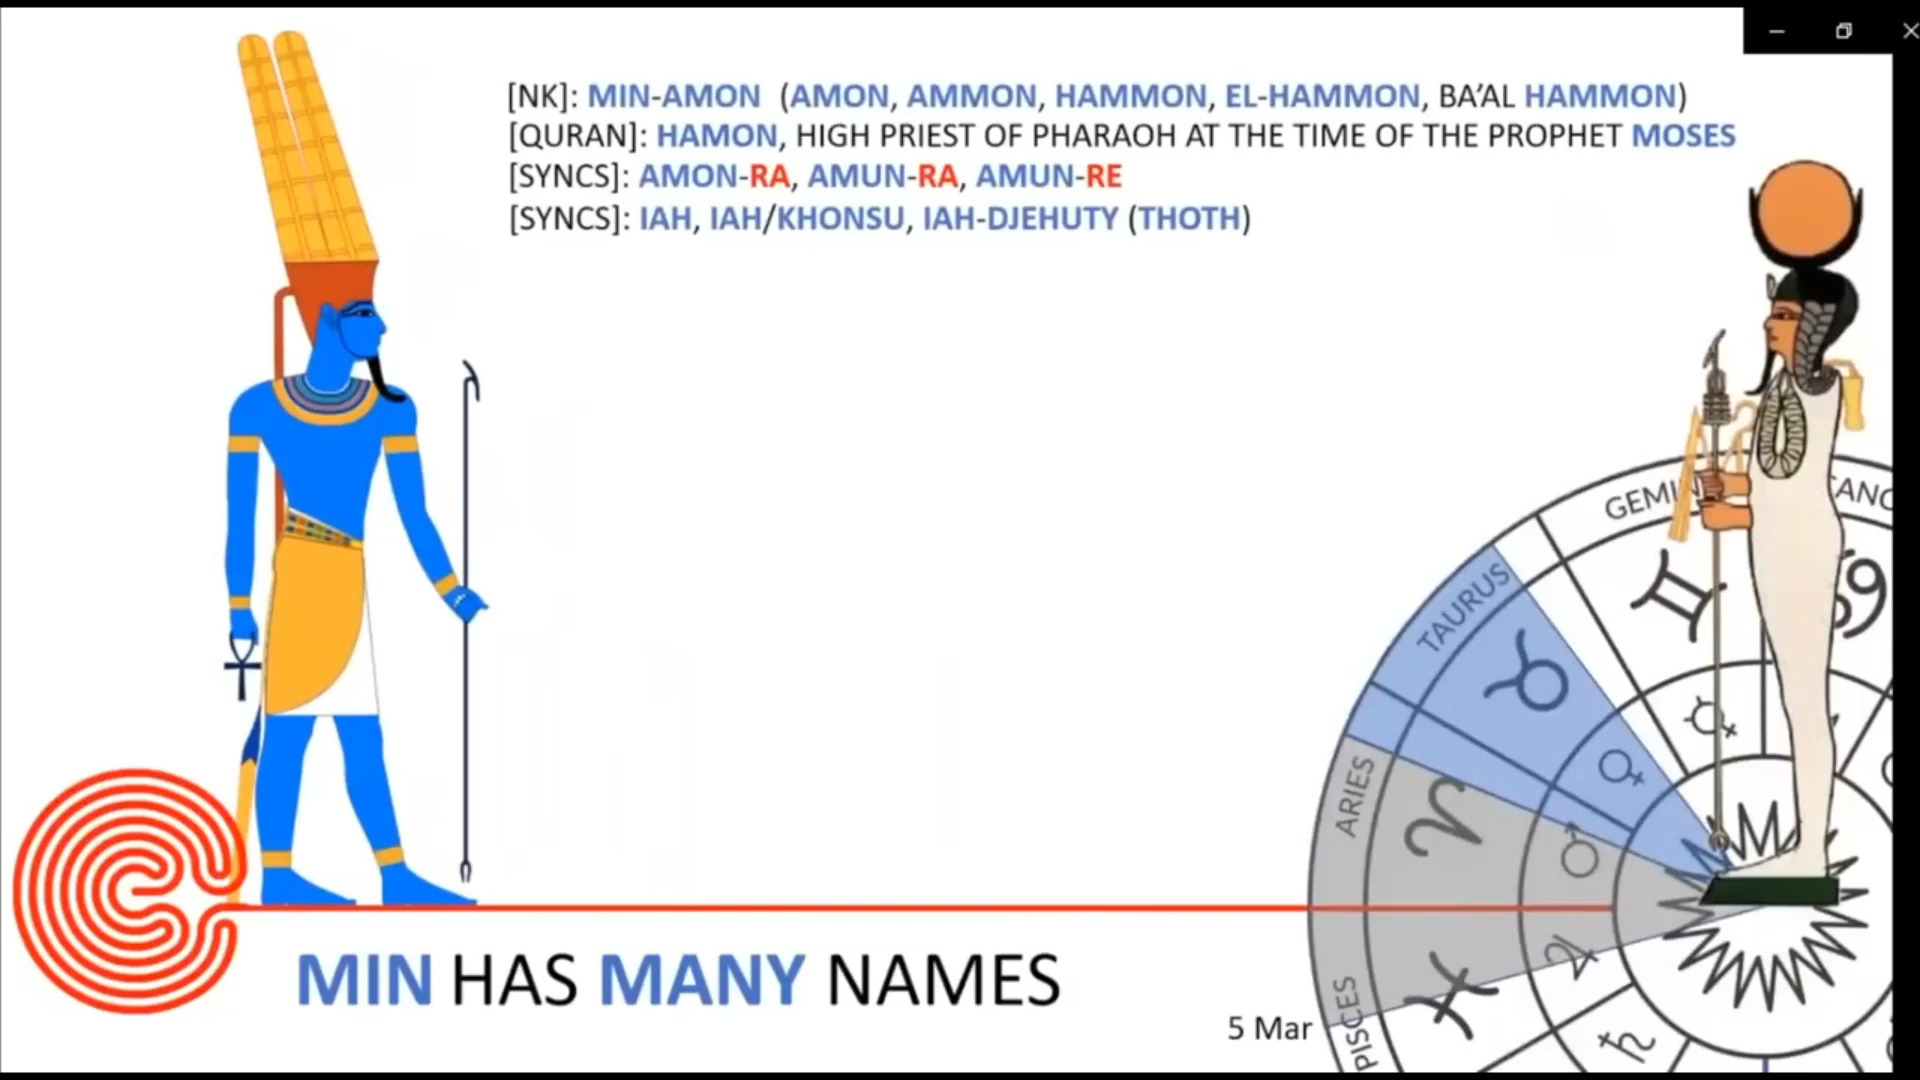 [NK]: MIN-AMON (AMON, AMMON, HAMMON, EL-HAMMON, BA’AL HAMMON)
[QURAN]: HAMON, HIGH PRIEST OF PHARAOH AT THE TIME OF THE PROPHET MOSES
[SYNCS]: AMON-RA, AMUN-RA, AMUN-RE
[SYNCS]: IAH, IAH/KHONSU, IAH-DJEHUTY (THOTH)
TAURUS
ARIES
PISCES
MIN HAS MANY NAMES
5 Mar